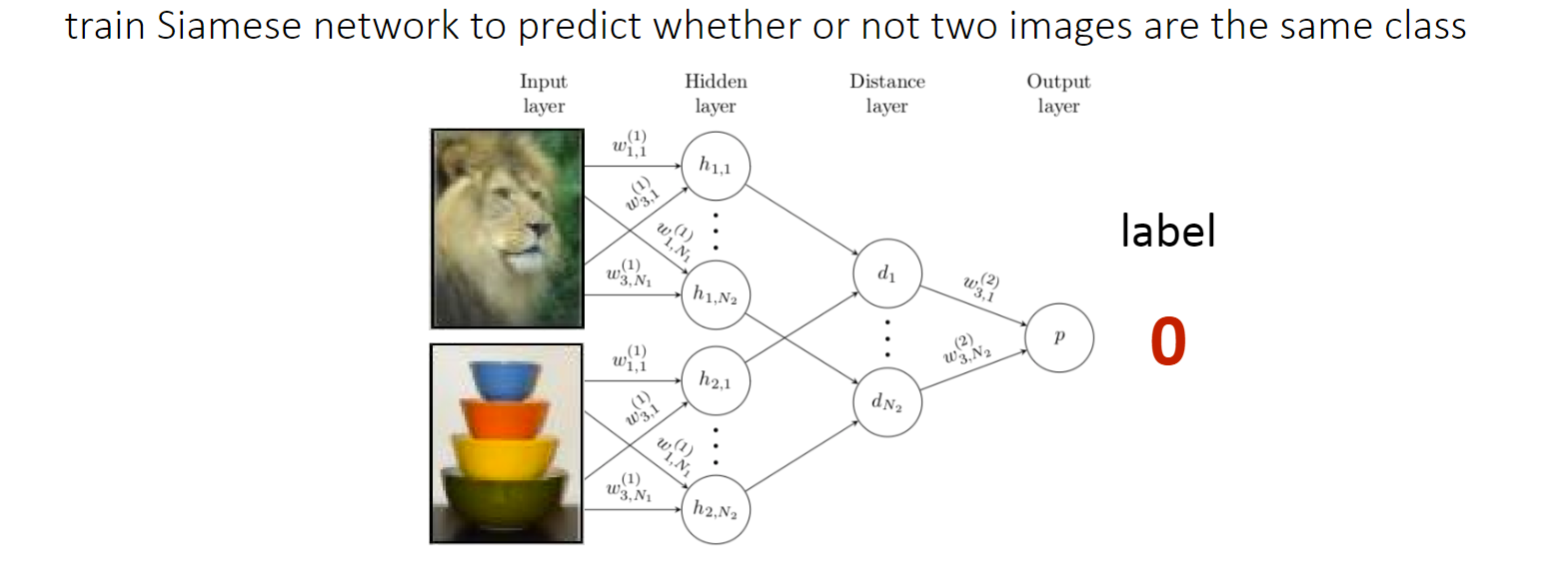 train Siamese network to predict whether or not two images are the same class
Input layer
Hidden layer
Distance layer
Output layer
w_{1,1}^{(1)}
w_{3,1}^{(1)}
w_{1,N_1}^{(1)}
w_{3,N_1}^{(1)}
h_{1,1}
h_{1,N_2}
w_{1,1}^{(1)}
w_{3,1}^{(1)}
w_{1,N_1}^{(1)}
w_{3,N_1}^{(1)}
h_{2,1}
h_{2,N_2}
d_1
d_{N_2}
w_{3,1}^{(2)}
w_{3,N_2}^{(2)}
p
label
0